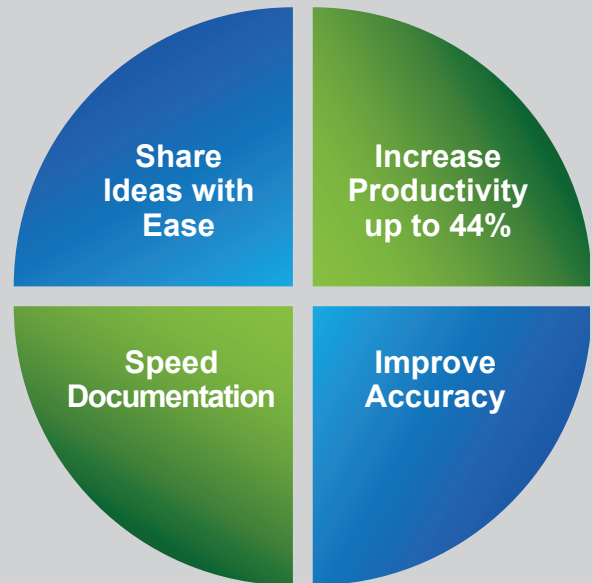 Share
Ideas with
Ease
Increase
Productivity
up to 44%
Speed
Documentation
Improve
Accuracy